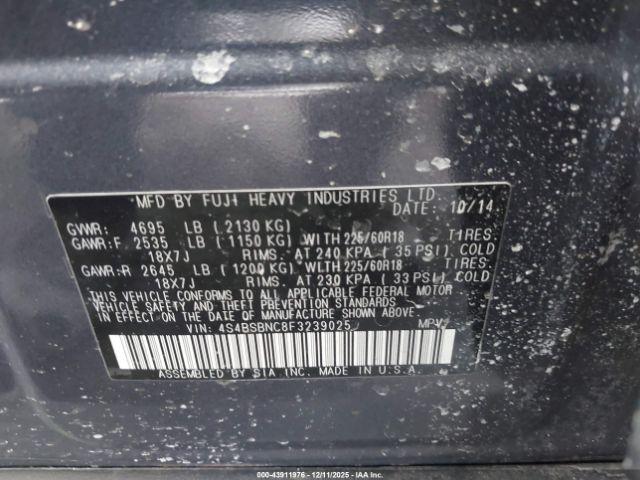 MFD BY FUJI HEAVY INDUSTRIES LTD.
DATE: 10/14
GVWR: 4695 LB ( 2130 KG)
GAWR:F 2535 LB ( 1150 KG) WITH 225/60R18 TIRES
18X7J RIMS. AT 240 KPA ( 35 PSI) COLD
GAWR:R 2645 LB ( 1200 KG) WITH 225/60R18 TIRES
18X7J RIMS. AT 230 KPA ( 33 PSI) COLD
THIS VEHICLE CONFORMS TO ALL APPLICABLE FEDERAL MOTOR
VEHICLE SAFETY AND THEFT PREVENTION STANDARDS
IN EFFECT ON THE DATE OF MANUFACTURE SHOWN ABOVE.
VIN: 4S4BSBNC8F3239025 MPV
ASSEMBLED BY SIA INC. MADE IN U.S.A.
000-43911976 - 12/11/2025 - IAA Inc.